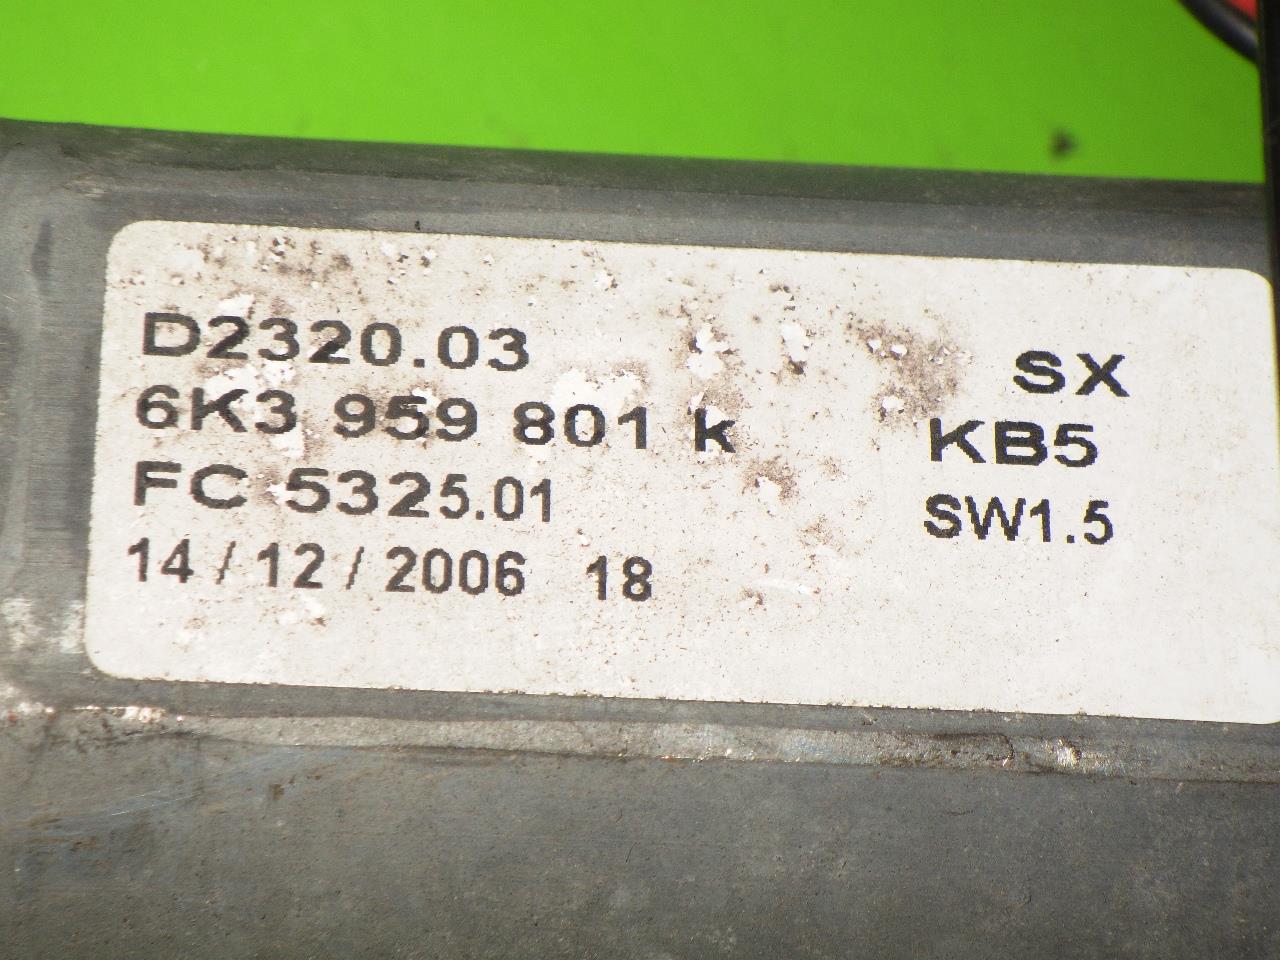 D2320.03 SX
6K3 959 801 k KB5
FC 5325.01 SW1.5
14 / 12 / 2006 18